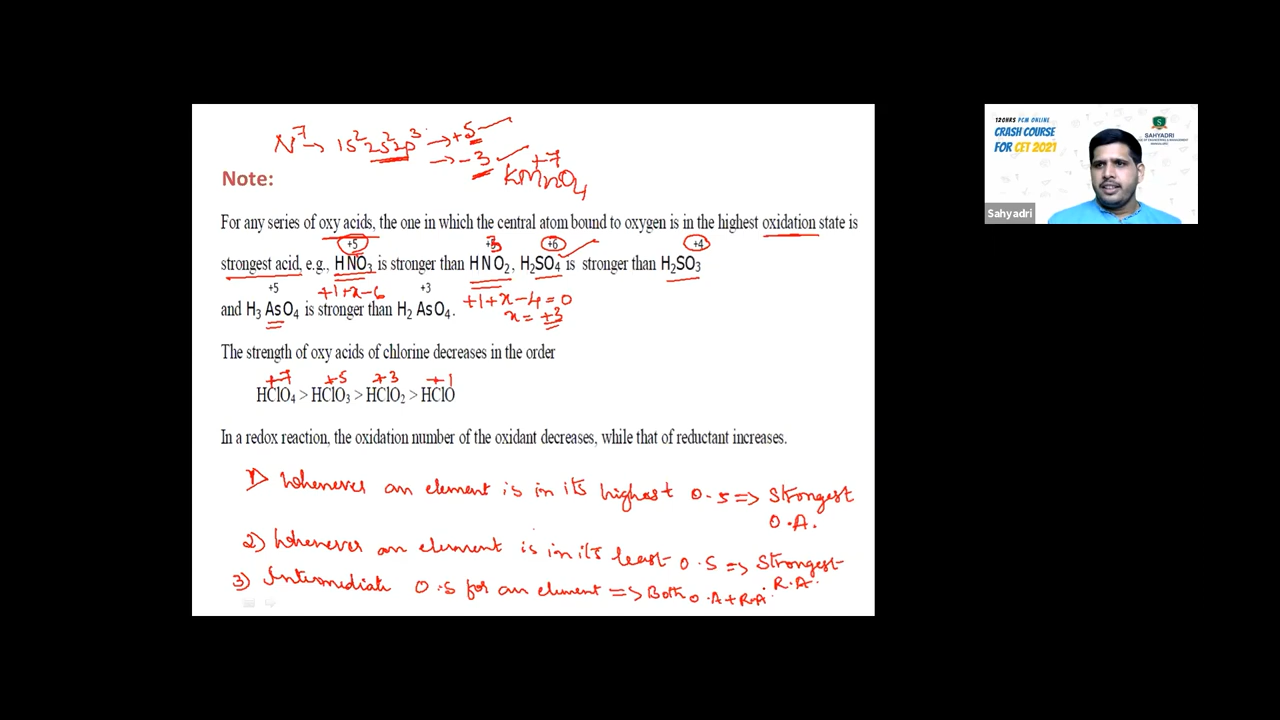 N⁷→ 1s²2s²2p³ → +5
→ -3
+7
KMnO₄
Note:
For any series of oxy acids, the one in which the central atom bound to oxygen is in the highest oxidation state is
+5 +3 +6 +4
strongest acid, e.g., HNO₃ is stronger than HNO₂, H₂SO₄ is stronger than H₂SO₃
+1+x-6
+5 +3
and H₃AsO₄ is stronger than H₂AsO₄.
+1+x-4=0
x = +3
The strength of oxy acids of chlorine decreases in the order
+7 +5 +3 +1
HClO₄ > HClO₃ > HClO₂ > HClO
In a redox reaction, the oxidation number of the oxidant decreases, while that of reductant increases.
1) Whenever an element is in its highest O.S => Strongest
O.A.
2) Whenever an element is in its least O.S => Strongest
R.A.
3) Intermediate O.S for an element => Both O.A + R.A.
120HRS PCM ONLINE
CRASH COURSE
FOR CET 2021
SAHYADRI
Sahyadri